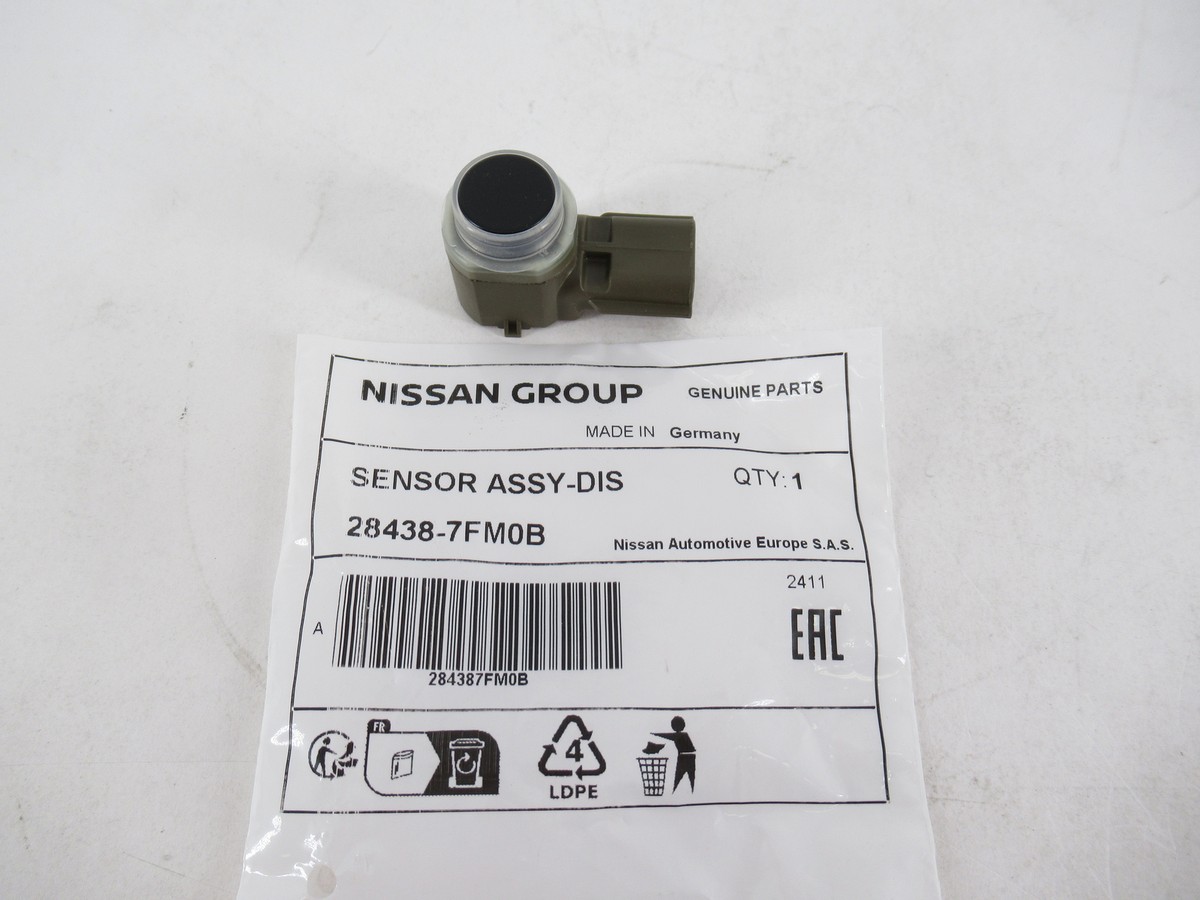 NISSAN GROUP GENUINE PARTS
MADE IN Germany
SENSOR ASSY-DIS QTY: 1
28438-7FM0B
Nissan Automotive Europe S.A.S.
2411
A
EAC
284387FM0B
FR
4
LDPE